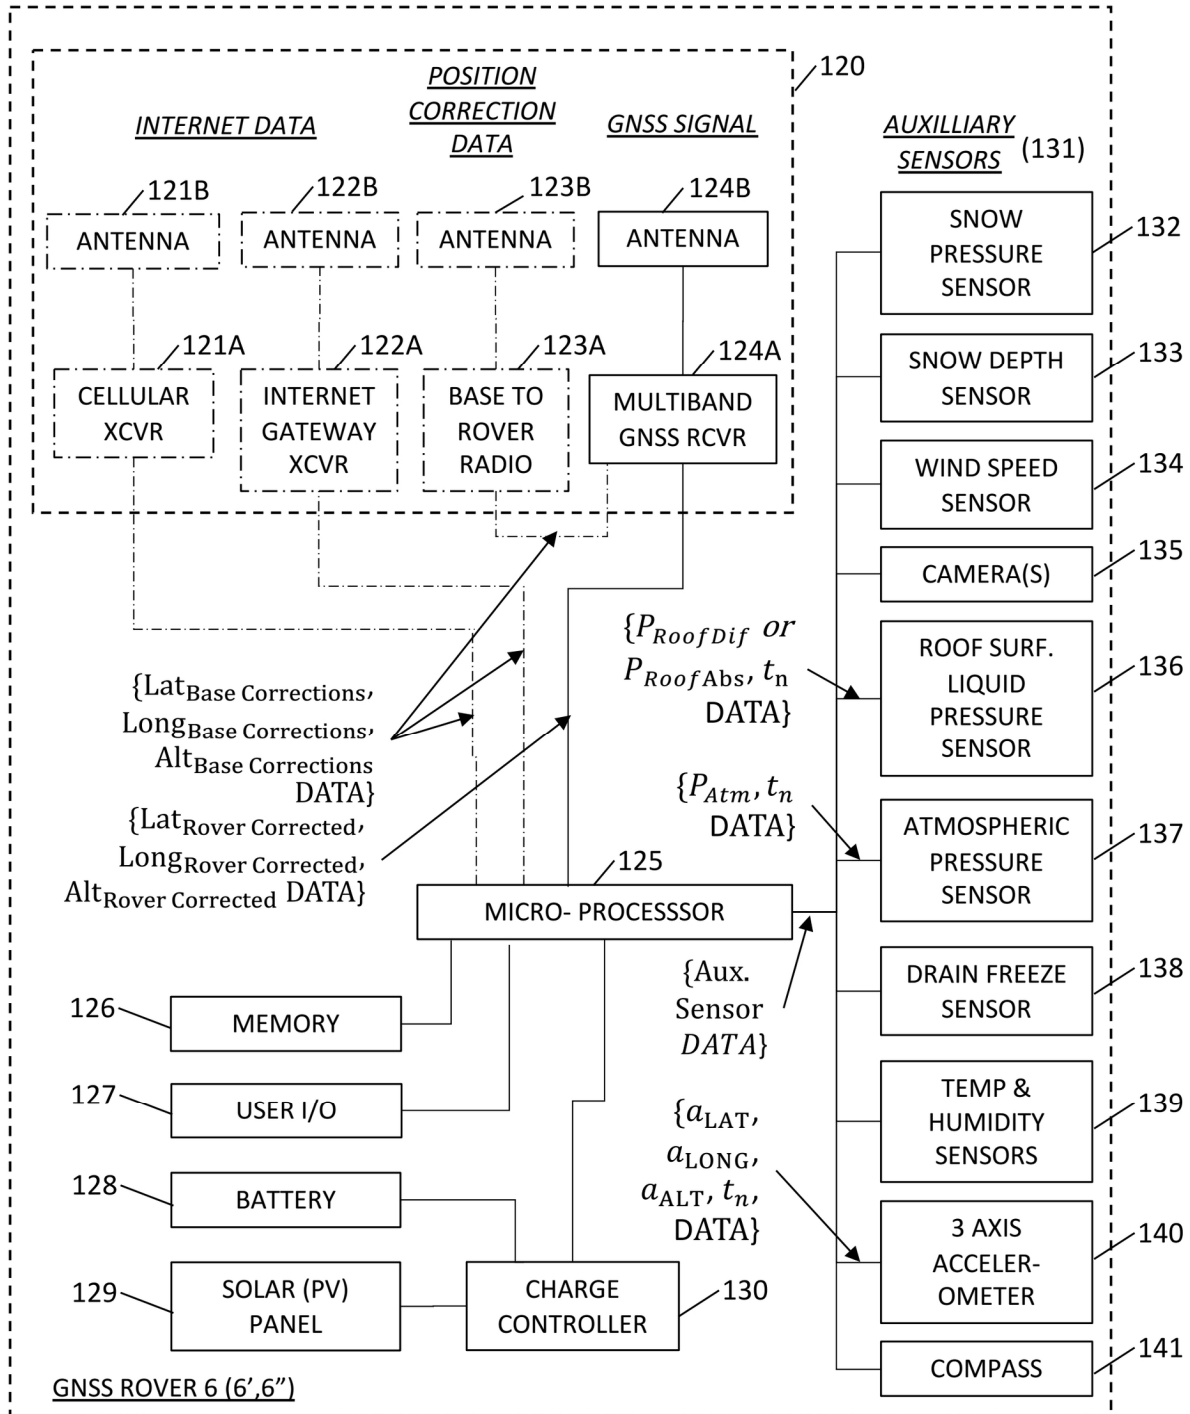 120
POSITION
CORRECTION
DATA
INTERNET DATA
GNSS SIGNAL
AUXILLIARY
SENSORS (131)
121B
122B
123B
124B
ANTENNA
ANTENNA
ANTENNA
ANTENNA
121A
122A
123A
124A
CELLULAR
XCVR
INTERNET
GATEWAY
XCVR
BASE TO
ROVER
RADIO
MULTIBAND
GNSS RCVR
SNOW
PRESSURE
SENSOR
132
SNOW DEPTH
SENSOR
133
WIND SPEED
SENSOR
134
CAMERA(S)
135
{P_RoofDif or
P_RoofAbs, t_n
DATA}
ROOF SURF.
LIQUID
PRESSURE
SENSOR
136
{Lat_Base Corrections,
Long_Base Corrections,
Alt_Base Corrections
DATA}
{Lat_Rover Corrected,
Long_Rover Corrected,
Alt_Rover Corrected DATA}
{P_Atm, t_n
DATA}
ATMOSPHERIC
PRESSURE
SENSOR
137
125
MICRO- PROCESSSOR
{Aux.
Sensor
DATA}
DRAIN FREEZE
SENSOR
138
126
MEMORY
127
USER I/O
128
BATTERY
129
SOLAR (PV)
PANEL
CHARGE
CONTROLLER
130
TEMP &
HUMIDITY
SENSORS
139
{a_LAT,
a_LONG,
a_ALT, t_n,
DATA}
3 AXIS
ACCELER-
OMETER
140
COMPASS
141
GNSS ROVER 6 (6’,6”)